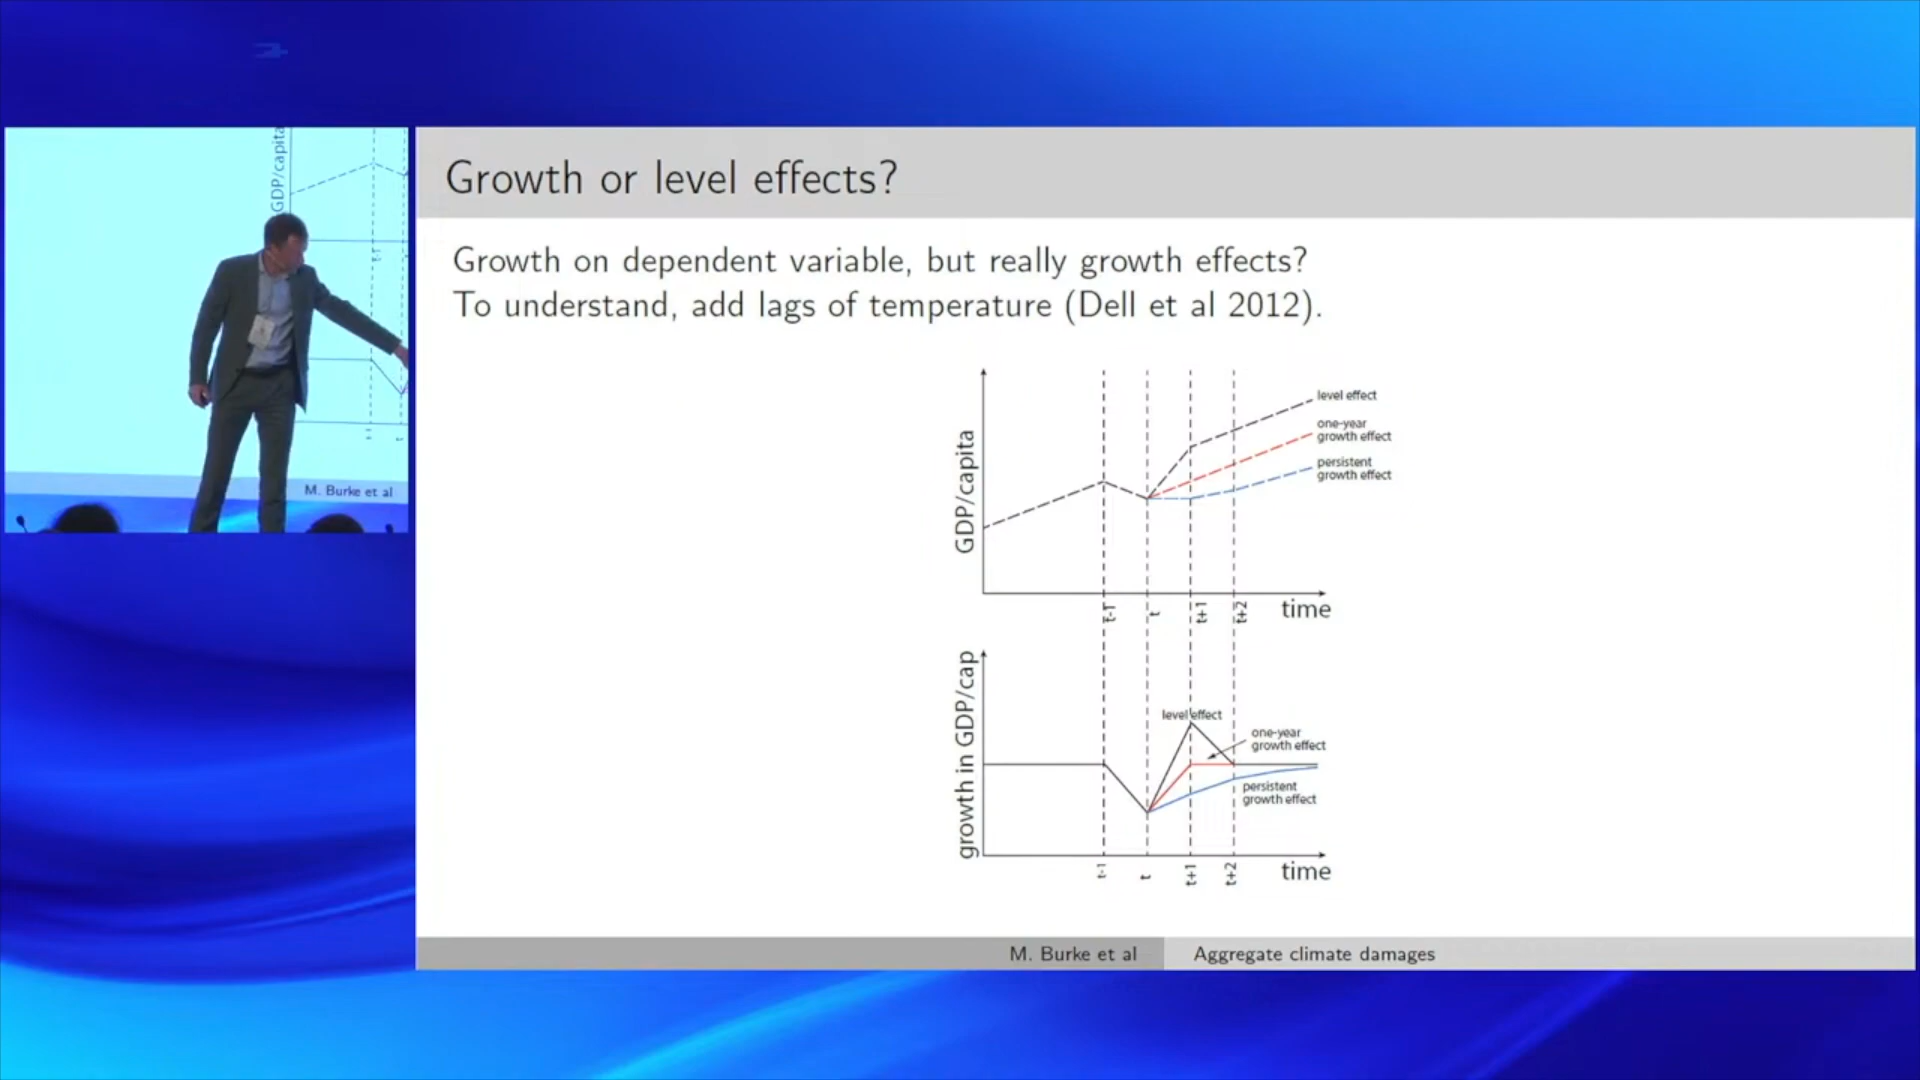 GDP/capita
M. Burke et al
Growth or level effects?
Growth on dependent variable, but really growth effects?
To understand, add lags of temperature (Dell et al 2012).
GDP/capita
level effect
one-year
growth effect
persistent
growth effect
t-1
t
t+1
t+2
time
growth in GDP/cap
level effect
one-year
growth effect
persistent
growth effect
t-1
t
t+1
t+2
time
M. Burke et al
Aggregate climate damages